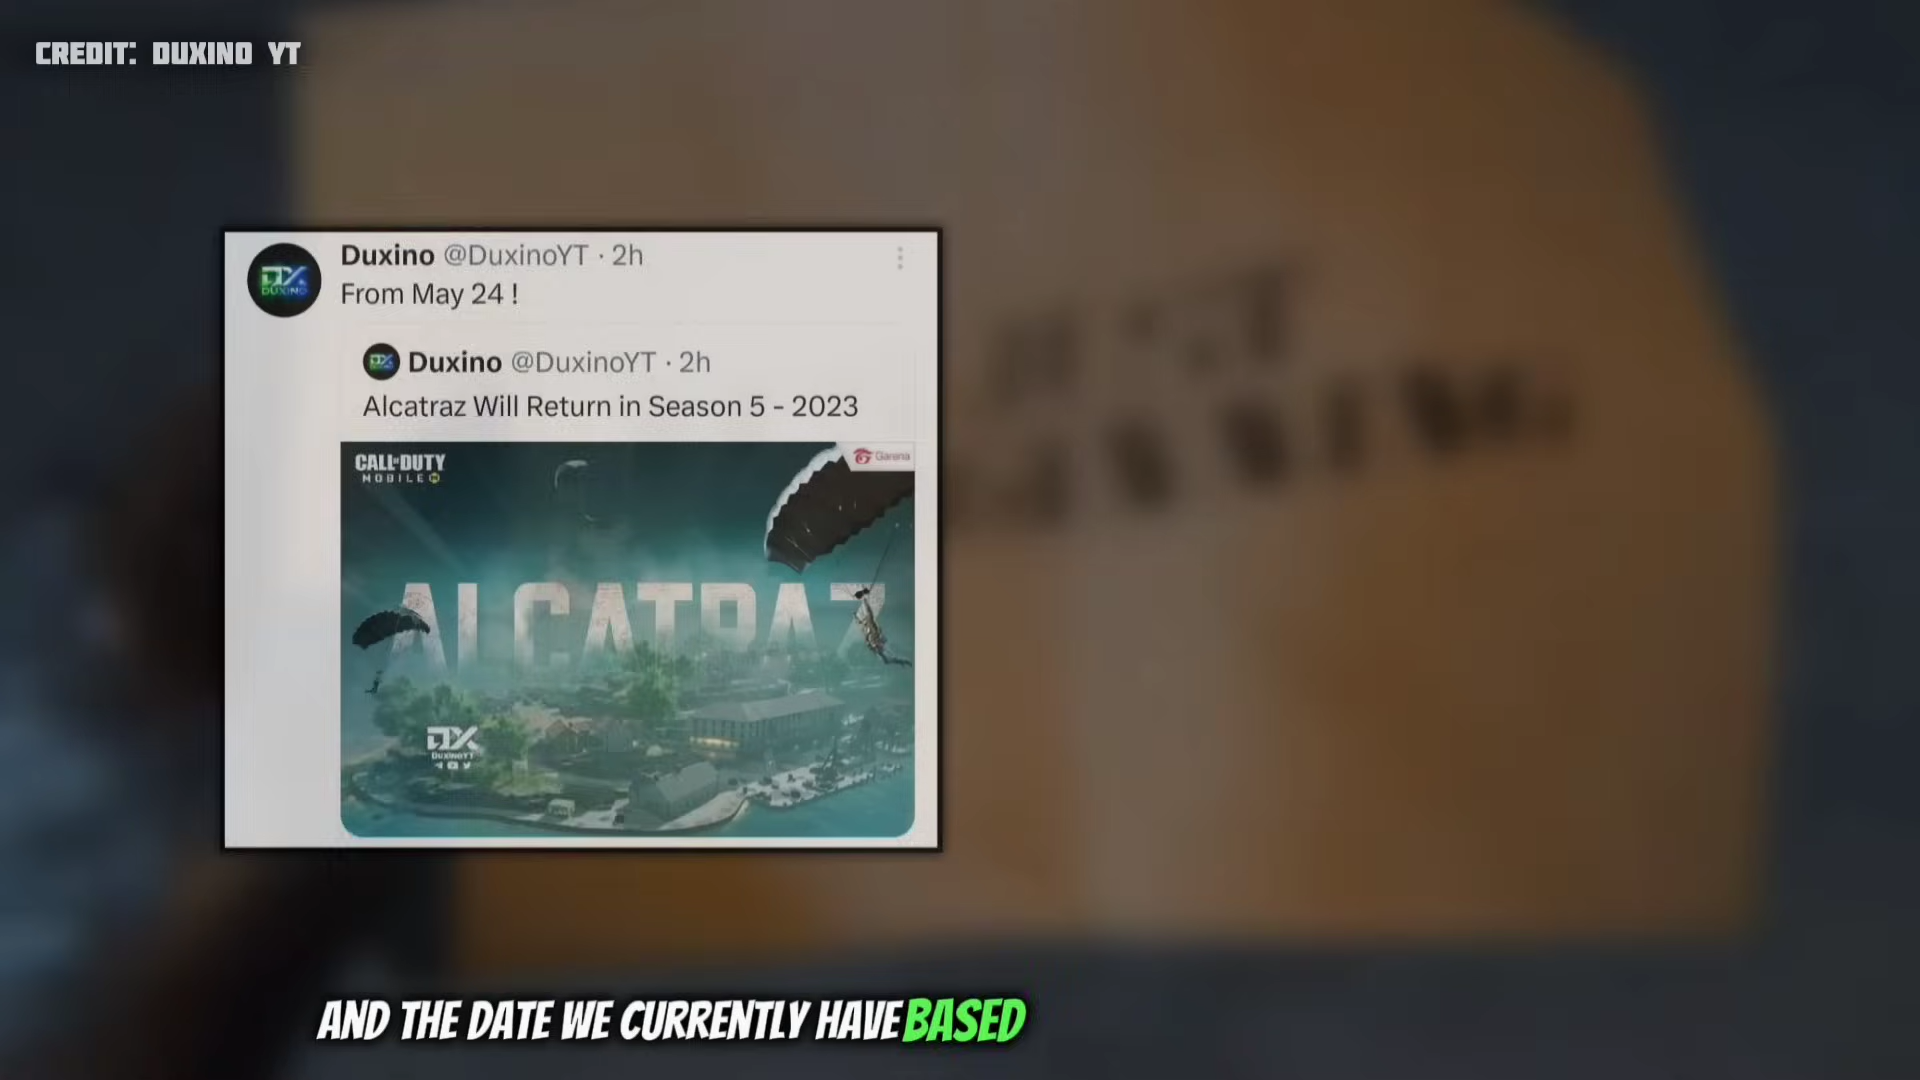 CREDIT: DUXINO YT
Duxino @DuxinoYT · 2h
From May 24 !
Duxino @DuxinoYT · 2h
Alcatraz Will Return in Season 5 - 2023
CALL OF DUTY
MOBILE
Garena
ALCATRAZ
DX
DUXINOYT
AND THE DATE WE CURRENTLY HAVE BASED